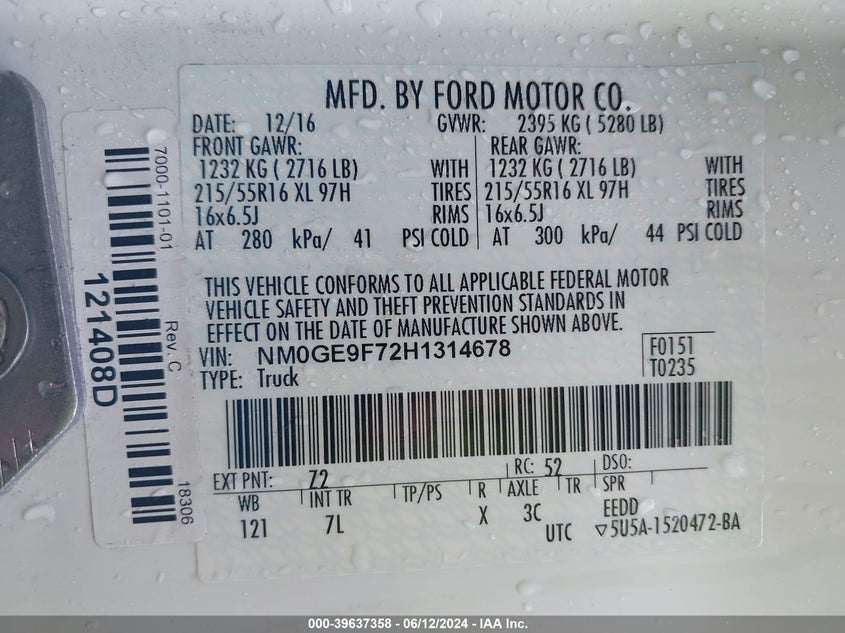 MFD. BY FORD MOTOR CO.
DATE: 12/16 GVWR: 2395 KG ( 5280 LB)
FRONT GAWR: REAR GAWR:
1232 KG ( 2716 LB) WITH 1232 KG ( 2716 LB) WITH
215/55R16 XL 97H TIRES 215/55R16 XL 97H TIRES
16x6.5J RIMS 16x6.5J RIMS
AT 280 kPa/ 41 PSI COLD AT 300 kPa/ 44 PSI COLD
THIS VEHICLE CONFORMS TO ALL APPLICABLE FEDERAL MOTOR
VEHICLE SAFETY AND THEFT PREVENTION STANDARDS IN
EFFECT ON THE DATE OF MANUFACTURE SHOWN ABOVE.
VIN: NM0GE9F72H1314678 F0151
TYPE: Truck T0235
EXT PNT: Z2 RC: 52 DSO:
WB INT TR TP/PS R AXLE TR SPR
121 7L X 3C EEDD
UTC ▽5U5A-1520472-BA
7000-1101-01 Rev. C 18306
121408D
000-39637358 - 06/12/2024 - IAA Inc.